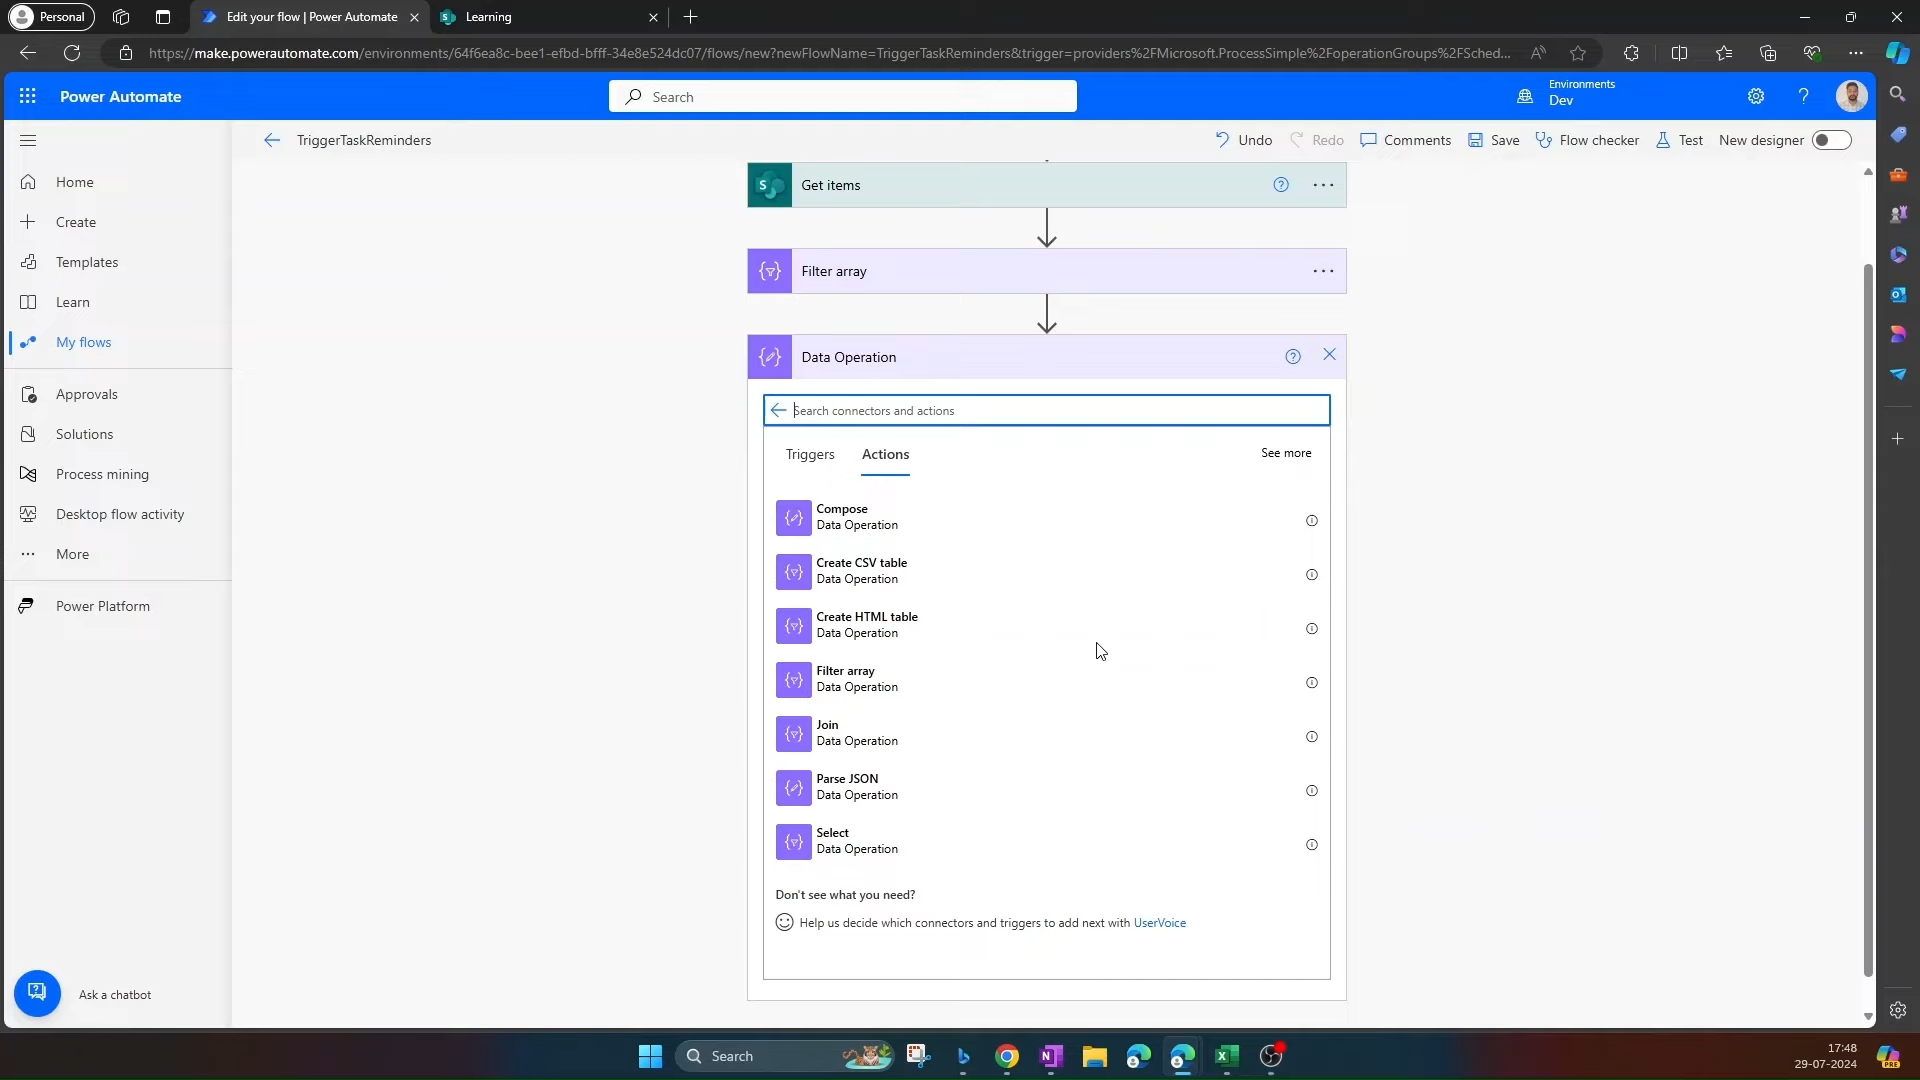 Personal
Edit your flow | Power Automate
Learning
https://make.powerautomate.com/environments/64f6ea8c-bee1-efbd-bfff-34e8e524dc07/flows/new?newFlowName=TriggerTaskReminders&trigger=providers%2FMicrosoft.ProcessSimple%2FoperationGroups%2FSched...
Power Automate
Search
Environments
Dev
TriggerTaskReminders
Undo
Redo
Comments
Save
Flow checker
Test
New designer
Home
Create
Templates
Learn
My flows
Approvals
Solutions
Process mining
Desktop flow activity
More
Power Platform
Ask a chatbot
Get items
Filter array
Data Operation
Search connectors and actions
Triggers
Actions
See more
Compose
Data Operation
Create CSV table
Data Operation
Create HTML table
Data Operation
Filter array
Data Operation
Join
Data Operation
Parse JSON
Data Operation
Select
Data Operation
Don't see what you need?
Help us decide which connectors and triggers to add next with UserVoice
Search
17:48
29-07-2024
PRE